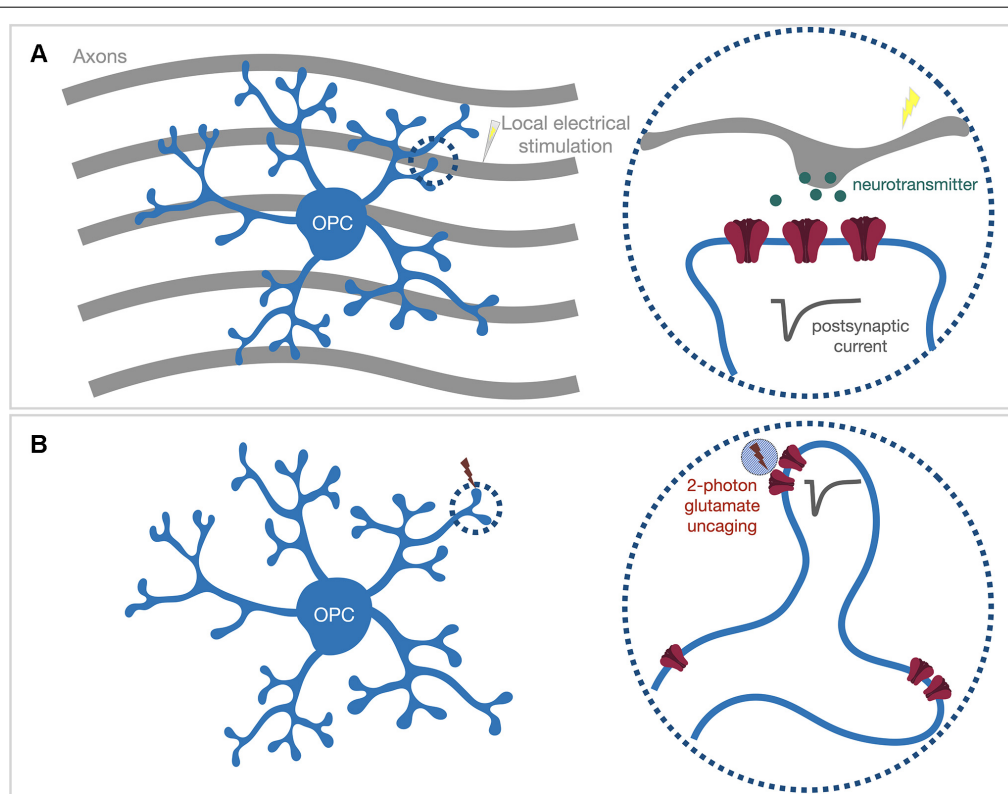 A
Axons
Local electrical
stimulation
OPC
neurotransmitter
postsynaptic
current
B
OPC
2-photon
glutamate
uncaging